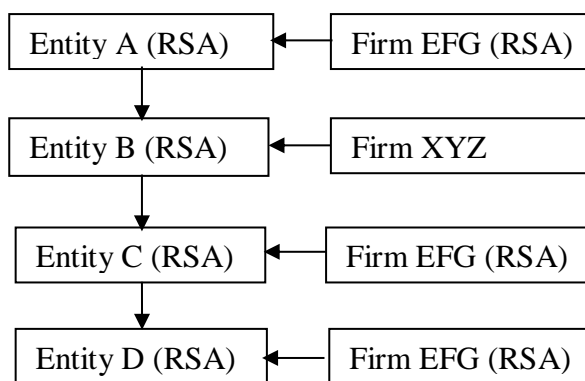 Entity A (RSA) Firm EFG (RSA)
Entity B (RSA) Firm XYZ
Entity C (RSA) Firm EFG (RSA)
Entity D (RSA) Firm EFG (RSA)